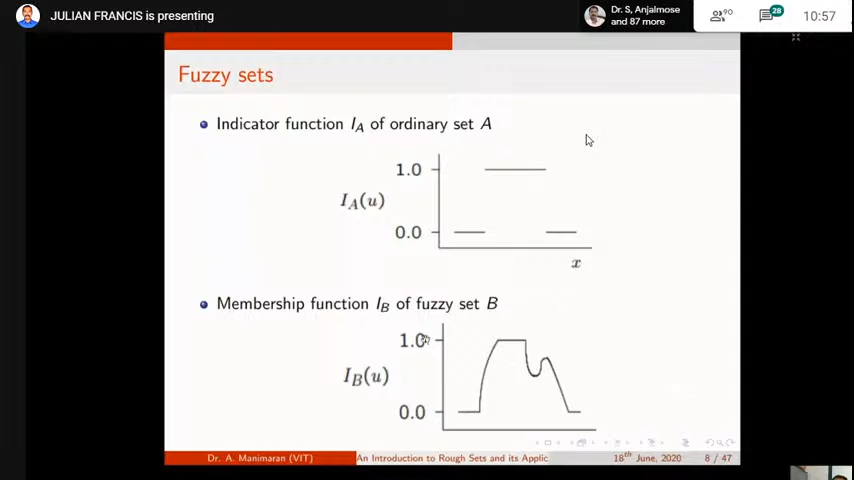 JULIAN FRANCIS is presenting
Dr. S, Anjalmose
and 87 more
90
28
10:57
Fuzzy sets
Indicator function I_A of ordinary set A
1.0
I_A(u)
0.0
x
Membership function I_B of fuzzy set B
1.0
I_B(u)
0.0
Dr. A. Manimaran (VIT)
An Introduction to Rough Sets and its Applic
18th June, 2020
8 / 47